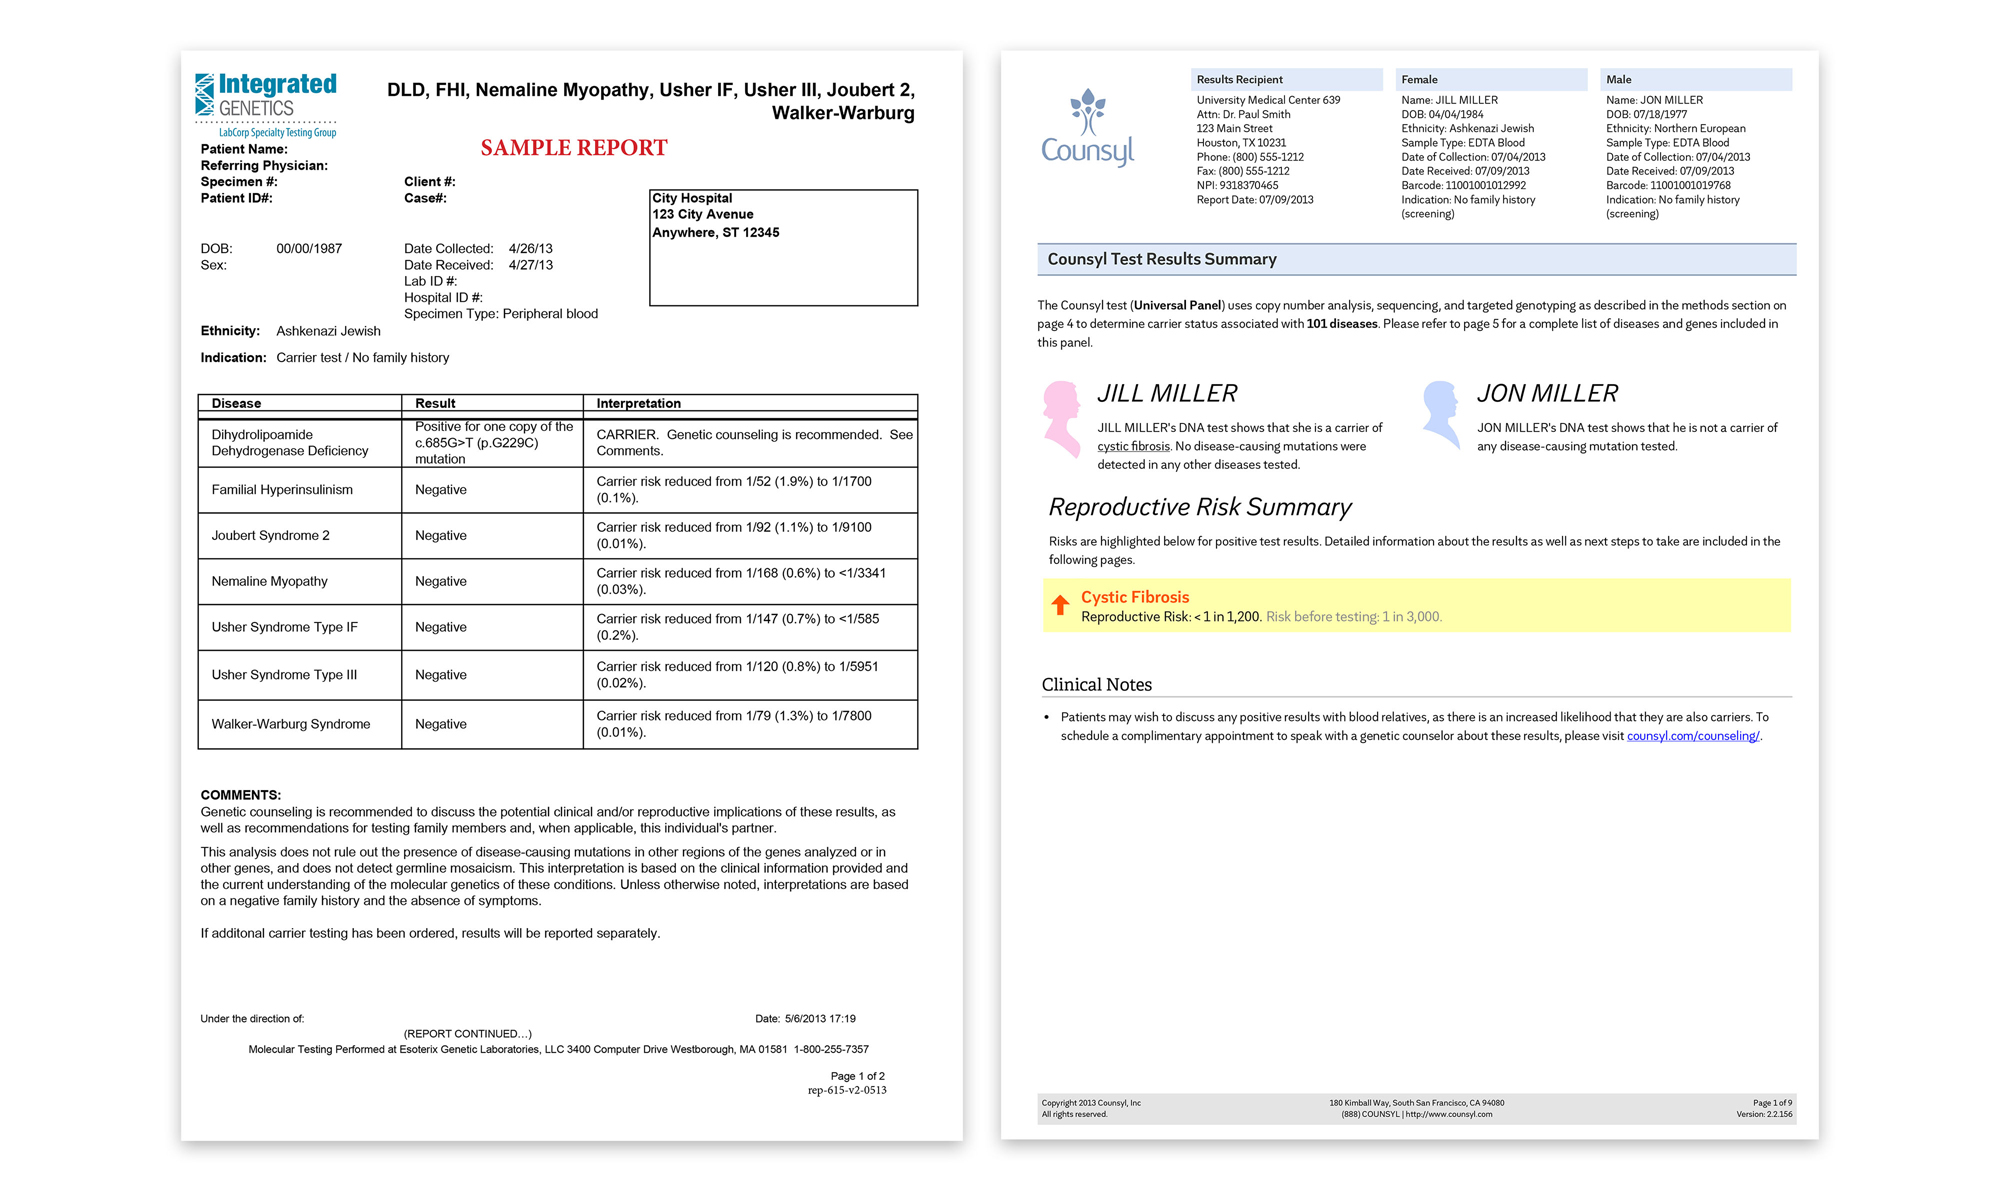 Integrated
GENETICS
LabCorp Specialty Testing Group
DLD, FHI, Nemaline Myopathy, Usher IF, Usher III, Joubert 2,
Walker-Warburg
SAMPLE REPORT
Patient Name:
Referring Physician:
Specimen #:
Patient ID#:
Client #:
Case#:
City Hospital
123 City Avenue
Anywhere, ST 12345
DOB: 00/00/1987
Sex:
Date Collected: 4/26/13
Date Received: 4/27/13
Lab ID #:
Hospital ID #:
Specimen Type: Peripheral blood
Ethnicity: Ashkenazi Jewish
Indication: Carrier test / No family history
Disease Result Interpretation
Dihydrolipoamide
Dehydrogenase Deficiency
Positive for one copy of the
c.685G>T (p.G229C)
mutation
CARRIER. Genetic counseling is recommended. See
Comments.
Familial Hyperinsulinism
Negative
Carrier risk reduced from 1/52 (1.9%) to 1/1700
(0.1%).
Joubert Syndrome 2
Negative
Carrier risk reduced from 1/92 (1.1%) to 1/9100
(0.01%).
Nemaline Myopathy
Negative
Carrier risk reduced from 1/168 (0.6%) to <1/3341
(0.03%).
Usher Syndrome Type IF
Negative
Carrier risk reduced from 1/147 (0.7%) to <1/585
(0.2%).
Usher Syndrome Type III
Negative
Carrier risk reduced from 1/120 (0.8%) to 1/5951
(0.02%).
Walker-Warburg Syndrome
Negative
Carrier risk reduced from 1/79 (1.3%) to 1/7800
(0.01%).
COMMENTS:
Genetic counseling is recommended to discuss the potential clinical and/or reproductive implications of these results, as
well as recommendations for testing family members and, when applicable, this individual's partner.
This analysis does not rule out the presence of disease-causing mutations in other regions of the genes analyzed or in
other genes, and does not detect germline mosaicism. This interpretation is based on the clinical information provided and
the current understanding of the molecular genetics of these conditions. Unless otherwise noted, interpretations are based
on a negative family history and the absence of symptoms.
If additonal carrier testing has been ordered, results will be reported separately.
Under the direction of:
Date: 5/6/2013 17:19
(REPORT CONTINUED...)
Molecular Testing Performed at Esoterix Genetic Laboratories, LLC 3400 Computer Drive Westborough, MA 01581 1-800-255-7357
Page 1 of 2
rep-615-v2-0513
Counsyl
Results Recipient
University Medical Center 639
Attn: Dr. Paul Smith
123 Main Street
Houston, TX 10231
Phone: (800) 555-1212
Fax: (800) 555-1212
NPI: 9318370465
Report Date: 07/09/2013
Female
Name: JILL MILLER
DOB: 04/04/1984
Ethnicity: Ashkenazi Jewish
Sample Type: EDTA Blood
Date of Collection: 07/04/2013
Date Received: 07/09/2013
Barcode: 11001001012992
Indication: No family history
(screening)
Male
Name: JON MILLER
DOB: 07/18/1977
Ethnicity: Northern European
Sample Type: EDTA Blood
Date of Collection: 07/04/2013
Date Received: 07/09/2013
Barcode: 11001001019768
Indication: No family history
(screening)
Counsyl Test Results Summary
The Counsyl test (Universal Panel) uses copy number analysis, sequencing, and targeted genotyping as described in the methods section on
page 4 to determine carrier status associated with 101 diseases. Please refer to page 5 for a complete list of diseases and genes included in
this panel.
JILL MILLER
JILL MILLER's DNA test shows that she is a carrier of
cystic fibrosis. No disease-causing mutations were
detected in any other diseases tested.
JON MILLER
JON MILLER's DNA test shows that he is not a carrier of
any disease-causing mutation tested.
Reproductive Risk Summary
Risks are highlighted below for positive test results. Detailed information about the results as well as next steps to take are included in the
following pages.
Cystic Fibrosis
Reproductive Risk: < 1 in 1,200. Risk before testing: 1 in 3,000.
Clinical Notes
• Patients may wish to discuss any positive results with blood relatives, as there is an increased likelihood that they are also carriers. To
schedule a complimentary appointment to speak with a genetic counselor about these results, please visit counsyl.com/counseling/.
Copyright 2013 Counsyl, Inc
All rights reserved.
180 Kimball Way, South San Francisco, CA 94080
(888) COUNSYL | http://www.counsyl.com
Page 1 of 9
Version: 2.2.156